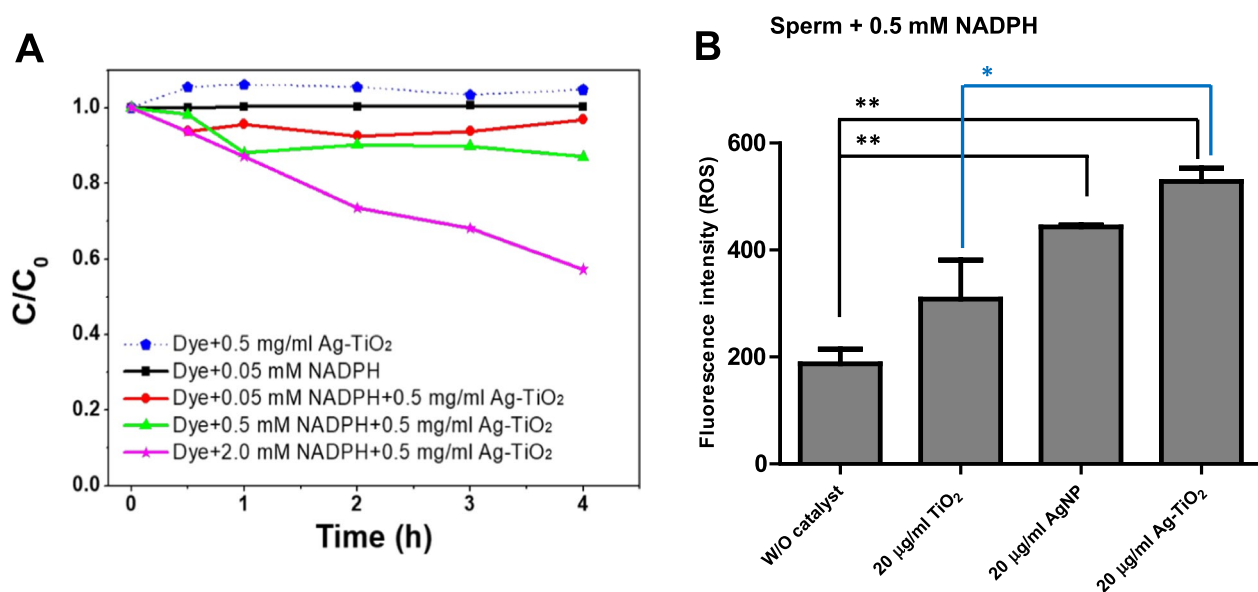 A
C/C₀
1.0
0.8
0.6
0.4
0.2
0.0
Dye+0.5 mg/ml Ag-TiO₂
Dye+0.05 mM NADPH
Dye+0.05 mM NADPH+0.5 mg/ml Ag-TiO₂
Dye+0.5 mM NADPH+0.5 mg/ml Ag-TiO₂
Dye+2.0 mM NADPH+0.5 mg/ml Ag-TiO₂
0 1 2 3 4
Time (h)
B
Sperm + 0.5 mM NADPH
*
**
**
Fluorescence intensity (ROS)
600
400
200
0
W/O catalyst
20 µg/ml TiO₂
20 µg/ml AgNP
20 µg/ml Ag-TiO₂